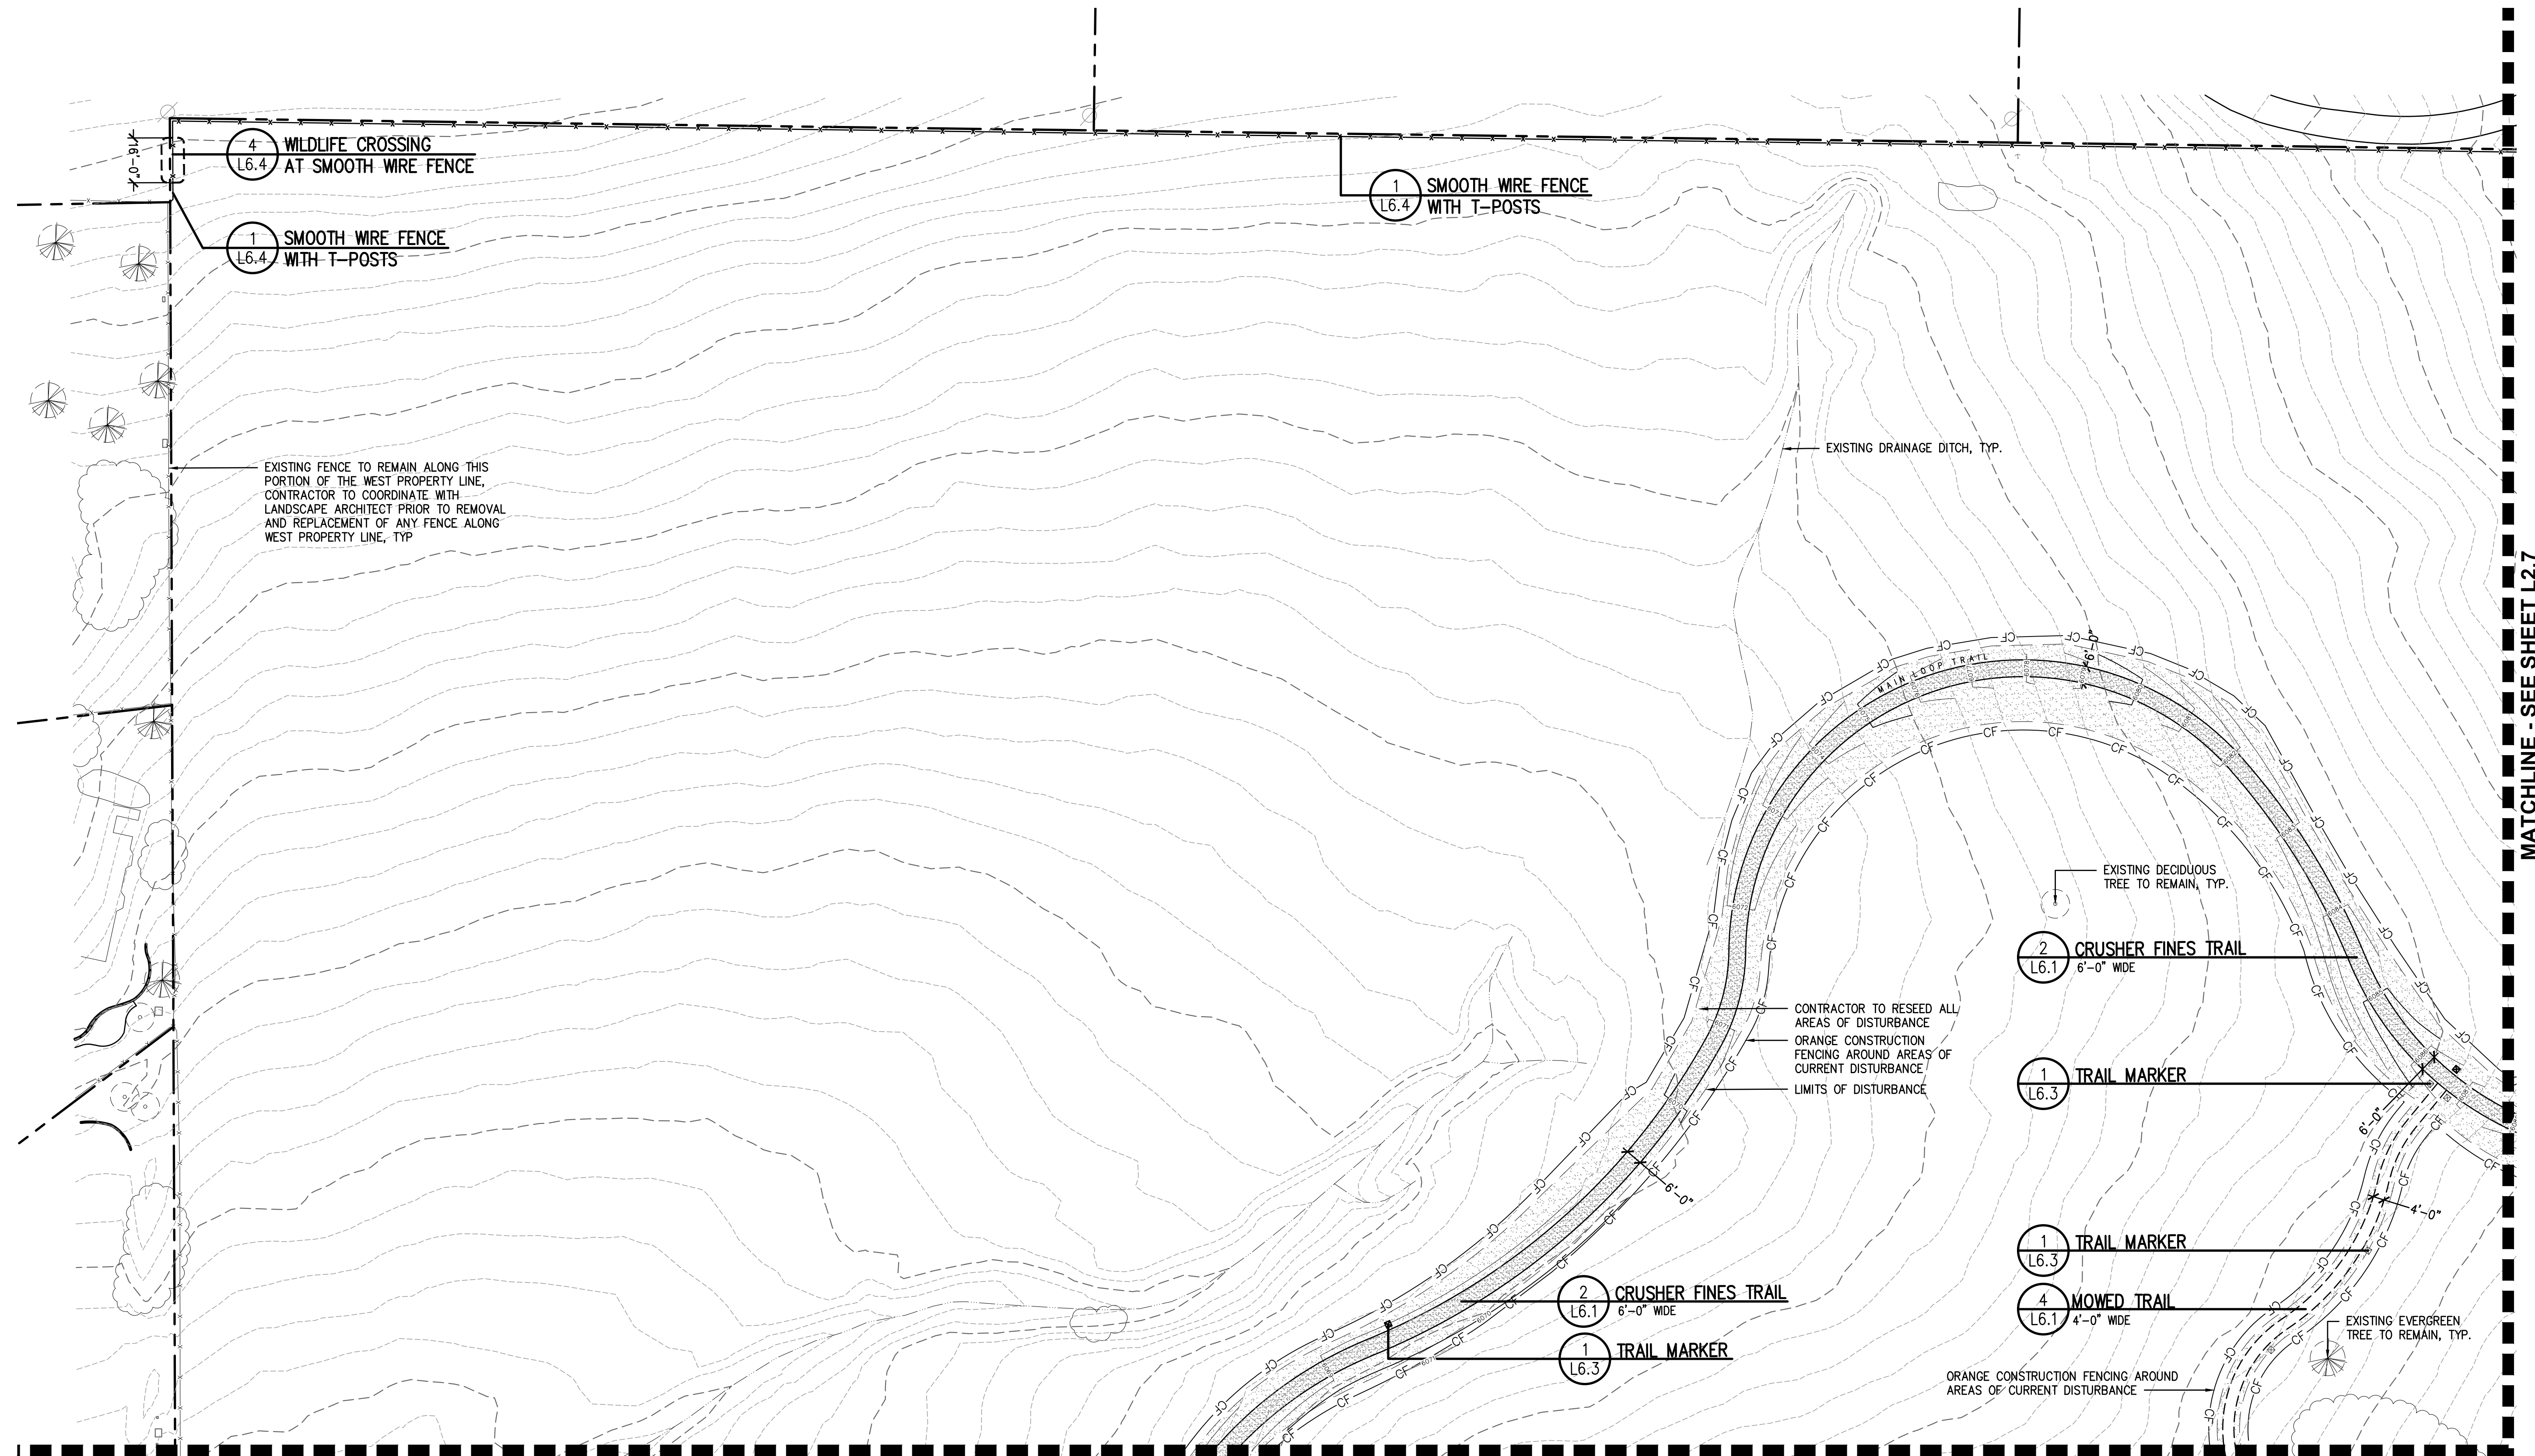 16'-0"
4
L6.4
WILDLIFE CROSSING
AT SMOOTH WIRE FENCE
1
L6.4
SMOOTH WIRE FENCE
WITH T-POSTS
1
L6.4
SMOOTH WIRE FENCE
WITH T-POSTS
EXISTING FENCE TO REMAIN ALONG THIS
PORTION OF THE WEST PROPERTY LINE,
CONTRACTOR TO COORDINATE WITH
LANDSCAPE ARCHITECT PRIOR TO REMOVAL
AND REPLACEMENT OF ANY FENCE ALONG
WEST PROPERTY LINE, TYP
EXISTING DRAINAGE DITCH, TYP.
MATCHLINE - SEE SHEET L2.7
MAIN LOOP TRAIL
6'-0"
EXISTING DECIDUOUS
TREE TO REMAIN, TYP.
2
L6.1
CRUSHER FINES TRAIL
6'-0" WIDE
CONTRACTOR TO RESEED ALL
AREAS OF DISTURBANCE
ORANGE CONSTRUCTION
FENCING AROUND AREAS OF
CURRENT DISTURBANCE
LIMITS OF DISTURBANCE
1
L6.3
TRAIL MARKER
6'-0"
6'-0"
4'-0"
1
L6.3
TRAIL MARKER
4
L6.1
MOWED TRAIL
4'-0" WIDE
2
L6.1
CRUSHER FINES TRAIL
6'-0" WIDE
1
L6.3
TRAIL MARKER
EXISTING EVERGREEN
TREE TO REMAIN, TYP.
ORANGE CONSTRUCTION FENCING AROUND
AREAS OF CURRENT DISTURBANCE
6072
CF